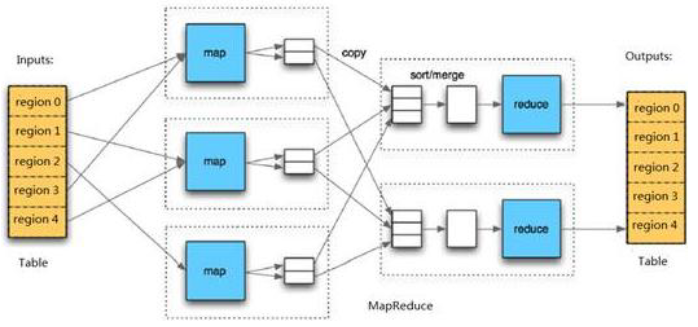 Inputs:
region 0
region 1
region 2
region 3
region 4
Table
map
map
map
copy
sort/merge
reduce
reduce
MapReduce
Outputs:
region 0
region 1
region 2
region 3
region 4
Table